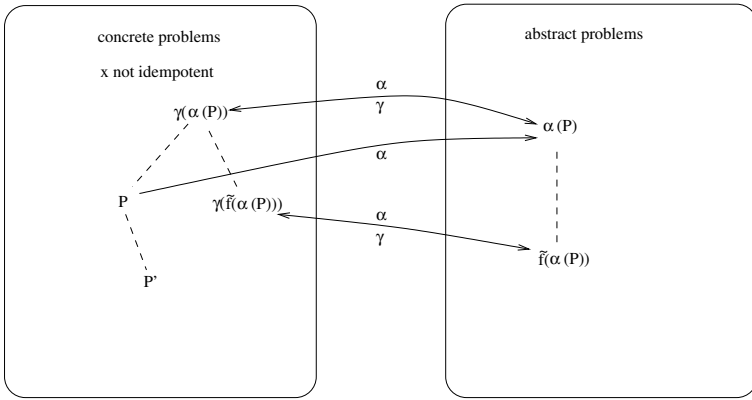 concrete problems
x not idempotent
abstract problems
α
γ
γ(α(P))
α(P)
α
P
γ(f̃(α(P)))
α
γ
f̃(α(P))
P'